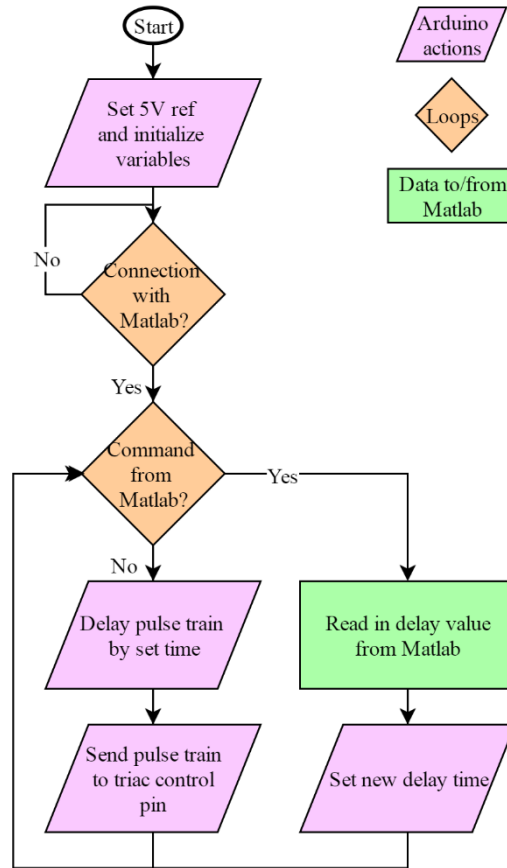 Start
Arduino
actions
Set 5V ref
and initialize
variables
Loops
Data to/from
Matlab
No
Connection
with
Matlab?
Yes
Command
from
Matlab?
Yes
No
Delay pulse train
by set time
Read in delay value
from Matlab
Send pulse train
to triac control
pin
Set new delay time